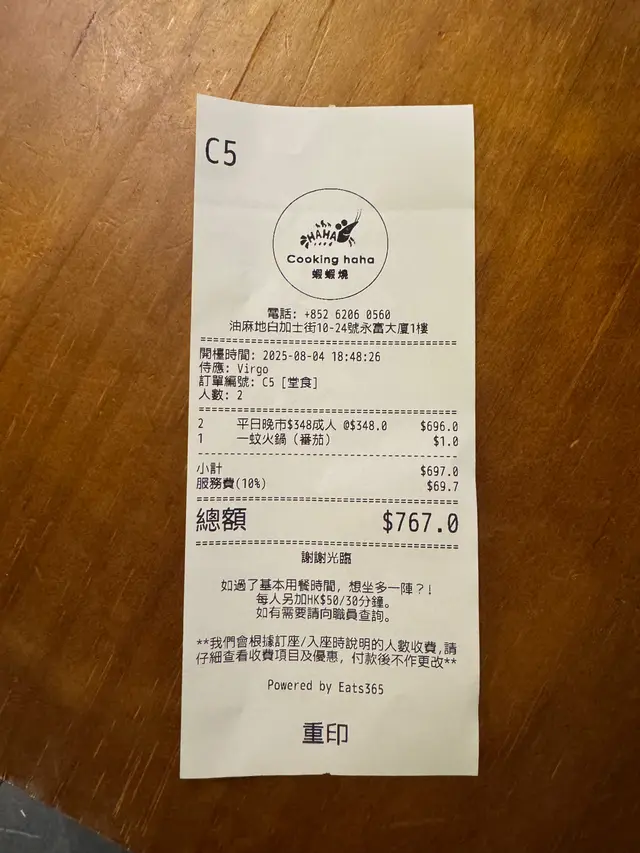 C5
HAHA
Cooking haha
蝦蝦燒
電話: +852 6206 0560
油麻地白加士街10-24號永富大廈1樓
開檯時間: 2025-08-04 18:48:26
侍應: Virgo
訂單編號: C5 [堂食]
人數: 2
2 平日晚市$348成人 @$348.0 $696.0
1 一蚊火鍋（番茄） $1.0
小計 $697.0
服務費(10%) $69.7
總額 $767.0
謝謝光臨
如過了基本用餐時間, 想坐多一陣？!
每人另加HK$50/30分鐘。
如有需要請向職員查詢。
**我們會根據訂座/入座時說明的人數收費,請
仔細查看收費項目及優惠, 付款後不作更改**
Powered by Eats365
重印